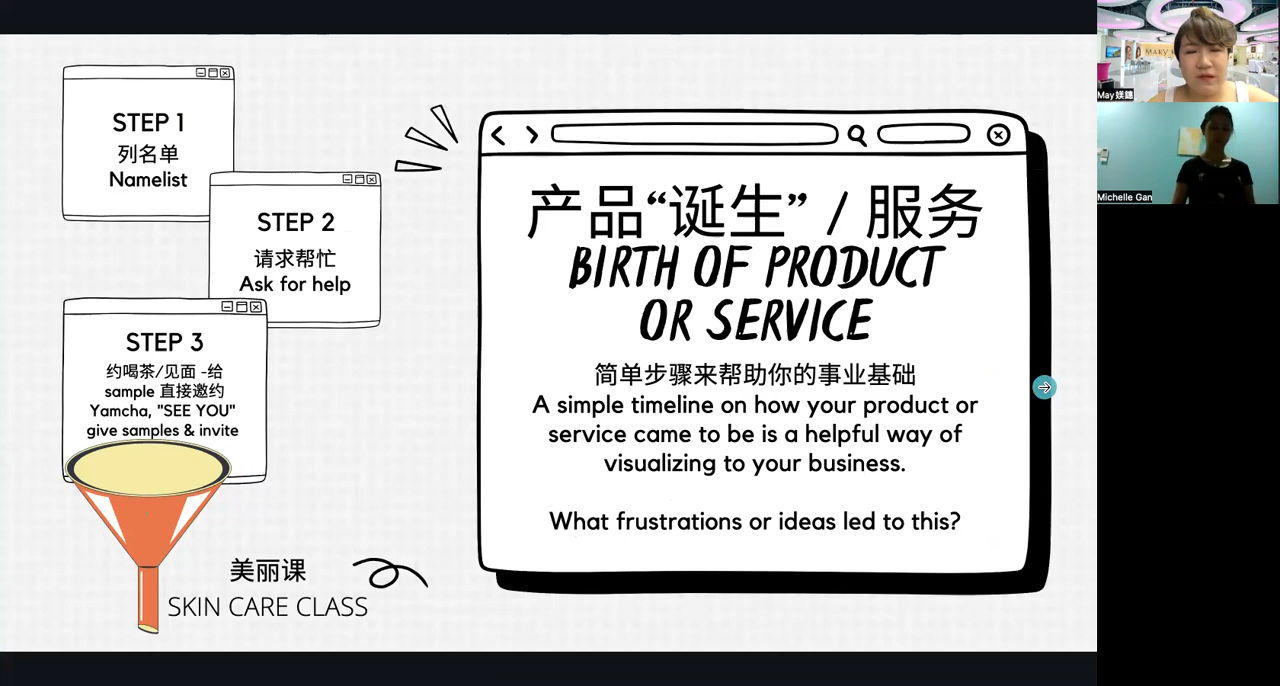 STEP 1
列名单
Namelist
STEP 2
请求帮忙
Ask for help
STEP 3
约喝茶/见面 -给
sample 直接邀约
Yamcha, "SEE YOU"
give samples & invite
美丽课
SKIN CARE CLASS
产品“诞生” / 服务
BIRTH OF PRODUCT
OR SERVICE
简单步骤来帮助你的事业基础
A simple timeline on how your product or
service came to be is a helpful way of
visualizing to your business.
What frustrations or ideas led to this?
MARY
May
Michelle Gan